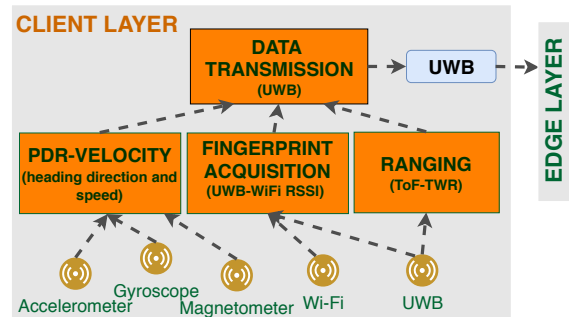 CLIENT LAYER
DATA
TRANSMISSION
(UWB)
UWB
EDGE LAYER
PDR-VELOCITY
(heading direction and
speed)
FINGERPRINT
ACQUISITION
(UWB-WiFi RSSI)
RANGING
(ToF-TWR)
Accelerometer
Gyroscope
Magnetometer
Wi-Fi
UWB